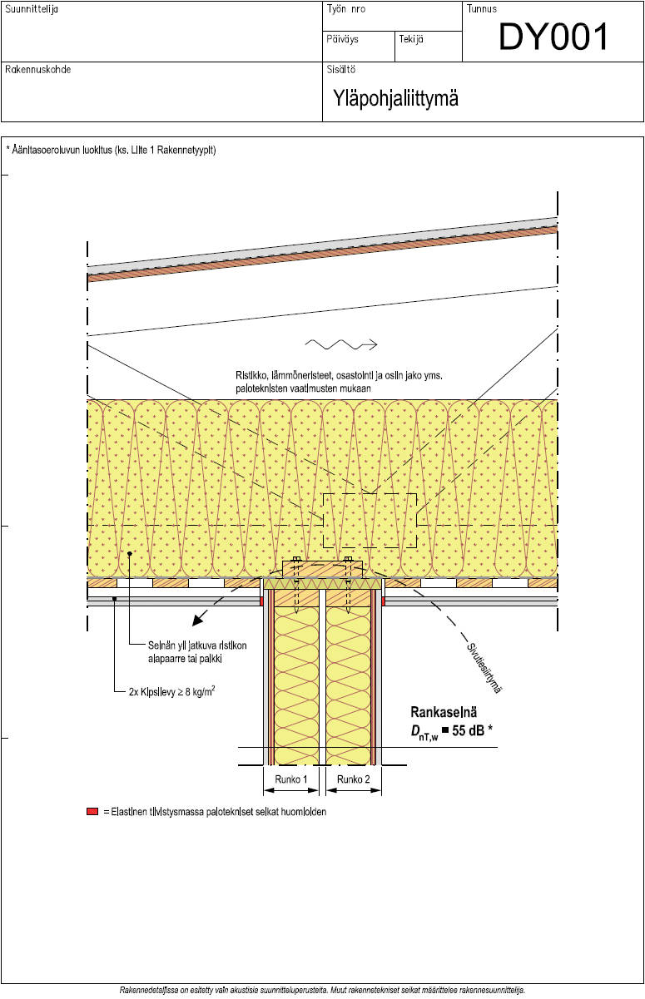 Suunnittelija
Työn nro
Tunnus
DY001
Päiväys
Tekijä
Rakennuskohde
Sisältö
Yläpohjaliittymä
* Äänitasoeroluvun luokitus (ks. Liite 1 Rakennetyypit)
Ristikko, lämmöneristeet, osastointi ja osiin jako yms.
paloteknisten vaatimusten mukaan
Seinän yli jatkuva ristikon
alapaarre tai palkki
Sivutiesiirtymä
2x Kipsilevy ≥ 8 kg/m²
Rankaseinä
DnT,w = 55 dB *
Runko 1
Runko 2
= Elastinen tiivistysmassa palotekniset seikat huomioiden
Rakennedetaljissa on esitetty vain akustisia suunnitteluperusteita. Muut rakennetekniset seikat määrittelee rakennesuunnittelija.